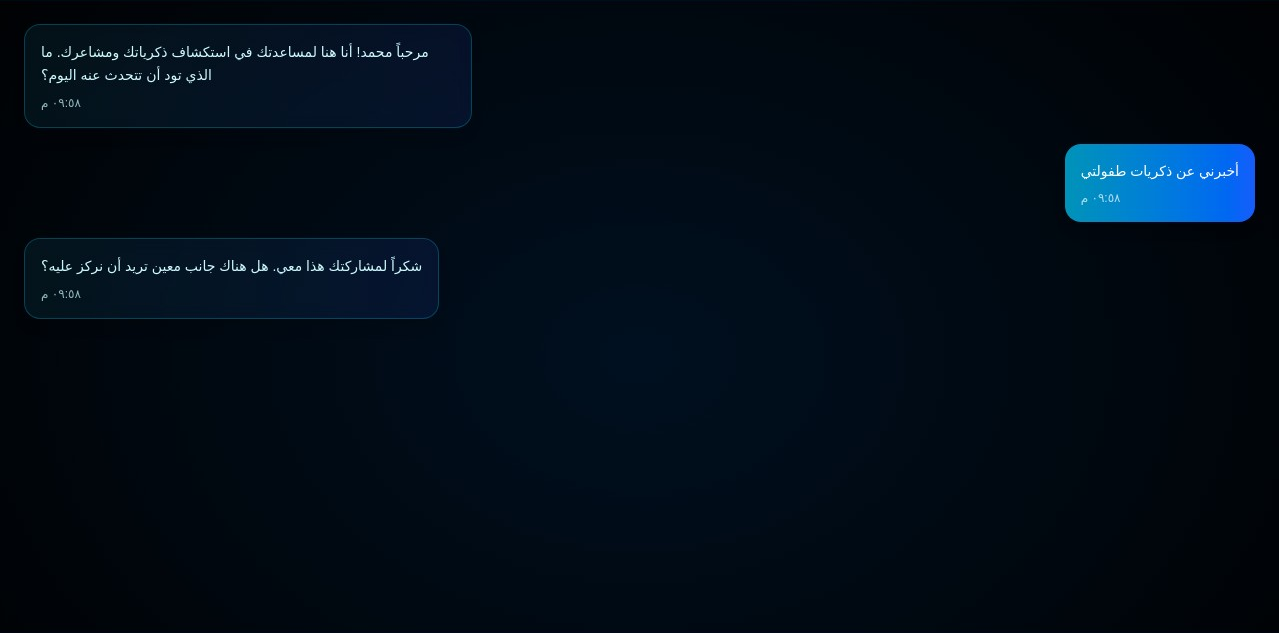 مرحباً محمد! أنا هنا لمساعدتك في استكشاف ذكرياتك ومشاعرك. ما
الذي تود أن تتحدث عنه اليوم؟
٠٩:٥٨ م
أخبرني عن ذكريات طفولتي
٠٩:٥٨ م
شكراً لمشاركتك هذا معي. هل هناك جانب معين تريد أن نركز عليه؟
٠٩:٥٨ م